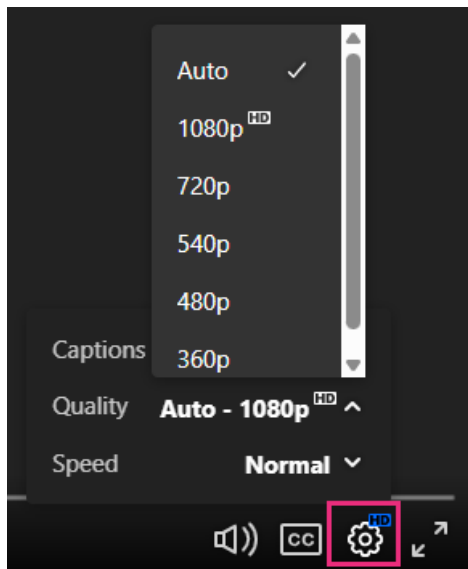 Auto
1080p HD
720p
540p
480p
360p
Captions
Quality Auto - 1080p HD
Speed Normal
CC HD